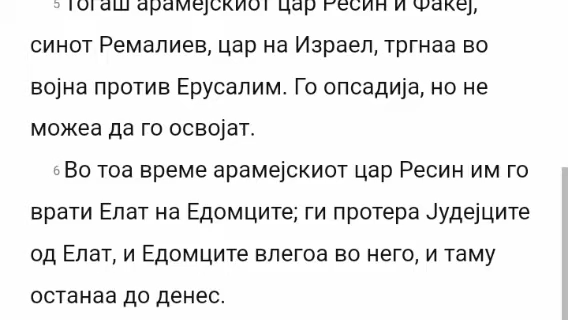 5 Тогаш арамејскиот цар Ресин и Факеј,
синот Ремалиев, цар на Израел, тргнаа во
војна против Ерусалим. Го опсадија, но не
можеа да го освојат.
6 Во тоа време арамејскиот цар Ресин им го
врати Елат на Едомците; ги протера Јудејците
од Елат, и Едомците влегоа во него, и таму
останаа до денес.